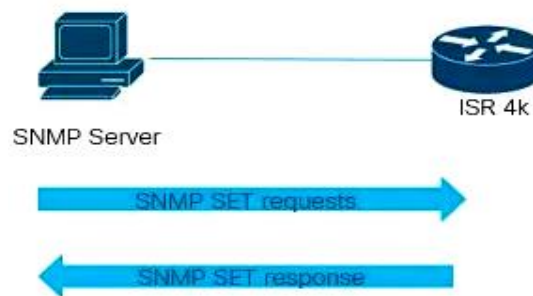 ISR 4k
SNMP Server
SNMP SET requests
SNMP SET response